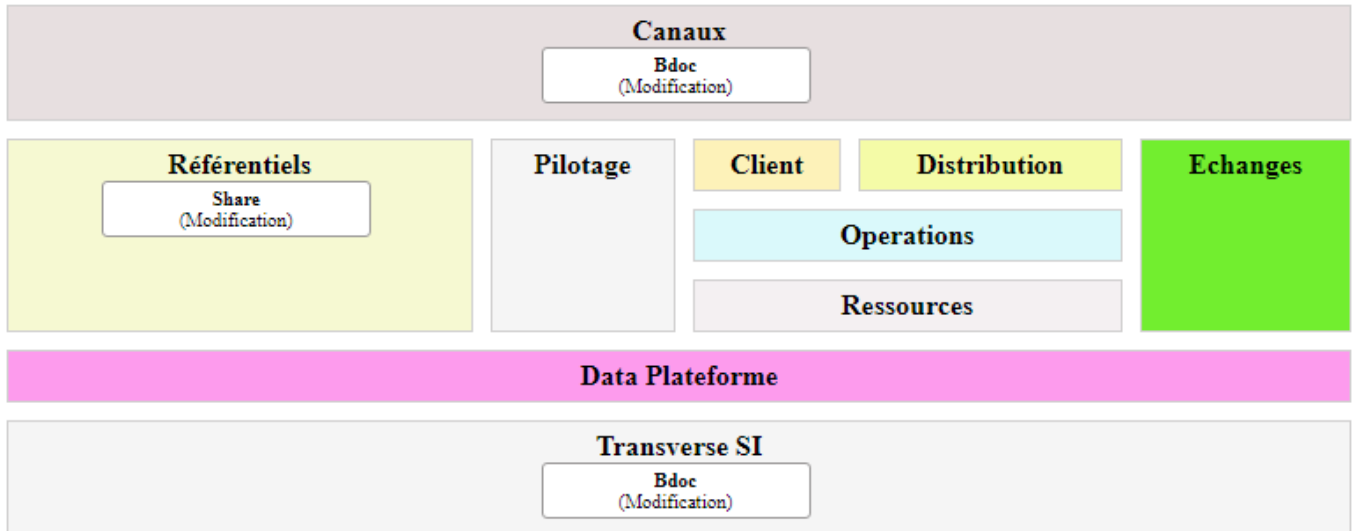 Canaux
Bdoc
(Modification)
Référentiels
Share
(Modification)
Pilotage
Client
Distribution
Echanges
Operations
Ressources
Data Plateforme
Transverse SI
Bdoc
(Modification)